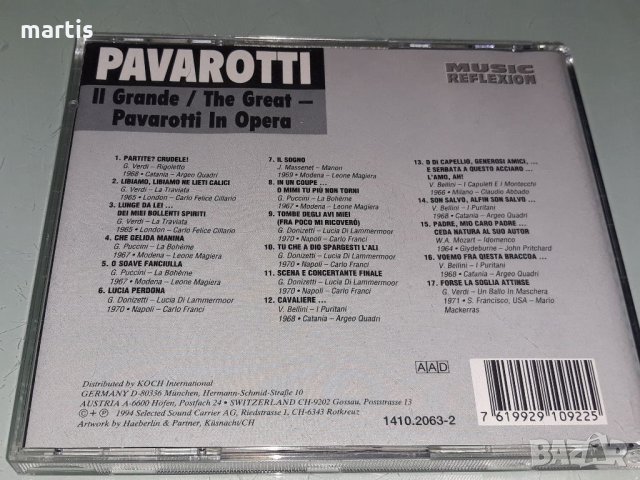 martis
PAVAROTTI
Il Grande / The Great –
Pavarotti In Opera
MUSIC
REFLEXION
1. PARTITE? CRUDELE!
G. Verdi – Rigoletto
1968 • Catania – Argeo Quadri
2. LIBIAMO, LIBIAMO NE LIETI CALICI
G. Verdi – La Traviata
1965 • London – Carlo Felice Cillario
3. LUNGE DA LEI ...
DEI MIEI BOLLENTI SPIRITI
G. Verdi – La Traviata
1965 • London – Carlo Felice Cillario
4. CHE GELIDA MANINA
G. Puccini – La Bohème
1967 • Modena – Leone Magiera
5. O SOAVE FANCIULLA
G. Puccini – La Bohème
1967 • Modena – Leone Magiera
6. LUCIA PERDONA
G. Donizetti – Lucia Di Lammermoor
1970 • Napoli – Carlo Franci
7. IL SOGNO
J. Massenet – Manon
1969 • Modena – Leone Magiera
8. IN UN COUPE ...
O MIMI TU PIÙ NON TORNI
G. Puccini – La Bohème
1967 • Modena – Leone Magiera
9. TOMBE DEGLI AVI MIEI
(FRA POCO MI RICOVERÓ)
G. Donizetti – Lucia Di Lammermoor
1970 • Napoli – Carlo Franci
10. TU CHE A DIO SPARGESTI L'ALI
G. Donizetti – Lucia Di Lammermoor
1970 • Napoli – Carlo Franci
11. SCENA E CONCERTANTE FINALE
G. Donizetti – Lucia Di Lammermoor
1970 • Napoli – Carlo Franci
12. CAVALIERE ...
V. Bellini – I Puritani
1968 • Catania – Argeo Quadri
13. O DI CAPELLIO, GENEROSI AMICI, ...
E SERBATA A QUESTO ACCIARO ...
L'AMO, AH!
V. Bellini – I Capuleti E I Montecchi
1966 • Milano – Claudio Abbado
14. SON SALVO, ALFIN SON SALVO ...
V. Bellini – I Puritani
1968 • Catania – Argeo Quadri
15. PADRE, MIO CARO PADRE ...
CEDA NATURA AL SUO AUTOR
W.A. Mozart – Idomenco
1964 • Glydeburne – John Pritchard
16. VOEMO FRA QIESTA BRACCOA ...
V. Bellini – I Puritani
1968 • Catania – Argeo Quadri
17. FORSE LA SOGLIA ATTINSE
G. Verdi – Un Ballo In Maschera
1971 • S. Francisco, USA – Mario
Mackerras
AAD
Distributed by KOCH International
GERMANY D-80336 München, Hermann-Schmid-Straße 10
AUSTRIA A-6600 Höfen, Postfach 24 • SWITZERLAND CH-9202 Gossau, Poststrasse 13
© + ℗ 1994 Selected Sound Carrier AG, Riedstrasse 1, CH-6343 Rotkreuz
Artwork by Haeberlin & Partner, Küsnacht/CH
1410.2063-2
7 619929 109225
bazar